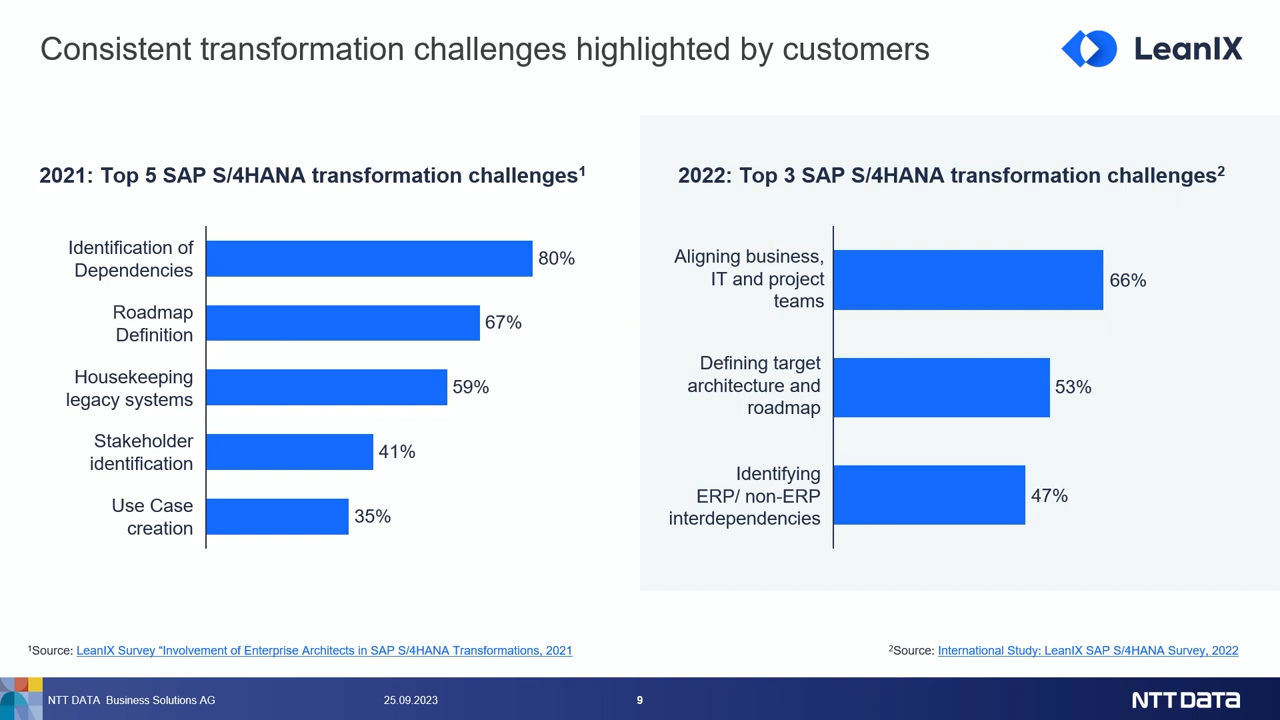 Consistent transformation challenges highlighted by customers
LeanIX
2021: Top 5 SAP S/4HANA transformation challenges¹
Identification of
Dependencies
80%
Roadmap
Definition
67%
Housekeeping
legacy systems
59%
Stakeholder
identification
41%
Use Case
creation
35%
2022: Top 3 SAP S/4HANA transformation challenges²
Aligning business,
IT and project
teams
66%
Defining target
architecture and
roadmap
53%
Identifying
ERP/ non-ERP
interdependencies
47%
¹Source: LeanIX Survey “Involvement of Enterprise Architects in SAP S/4HANA Transformations, 2021
²Source: International Study: LeanIX SAP S/4HANA Survey, 2022
NTT DATA Business Solutions AG
25.09.2023
9
NTT DATA